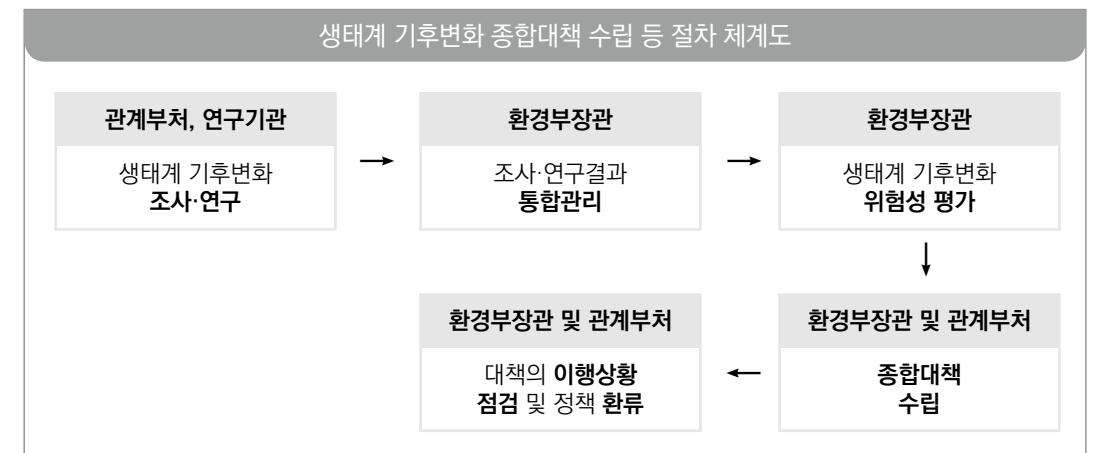 생태계 기후변화 종합대책 수립 등 절차 체계도
관계부처, 연구기관
생태계 기후변화
조사·연구
환경부장관
조사·연구결과
통합관리
환경부장관
생태계 기후변화
위험성 평가
환경부장관 및 관계부처
종합대책
수립
환경부장관 및 관계부처
대책의 이행상황
점검 및 정책 환류